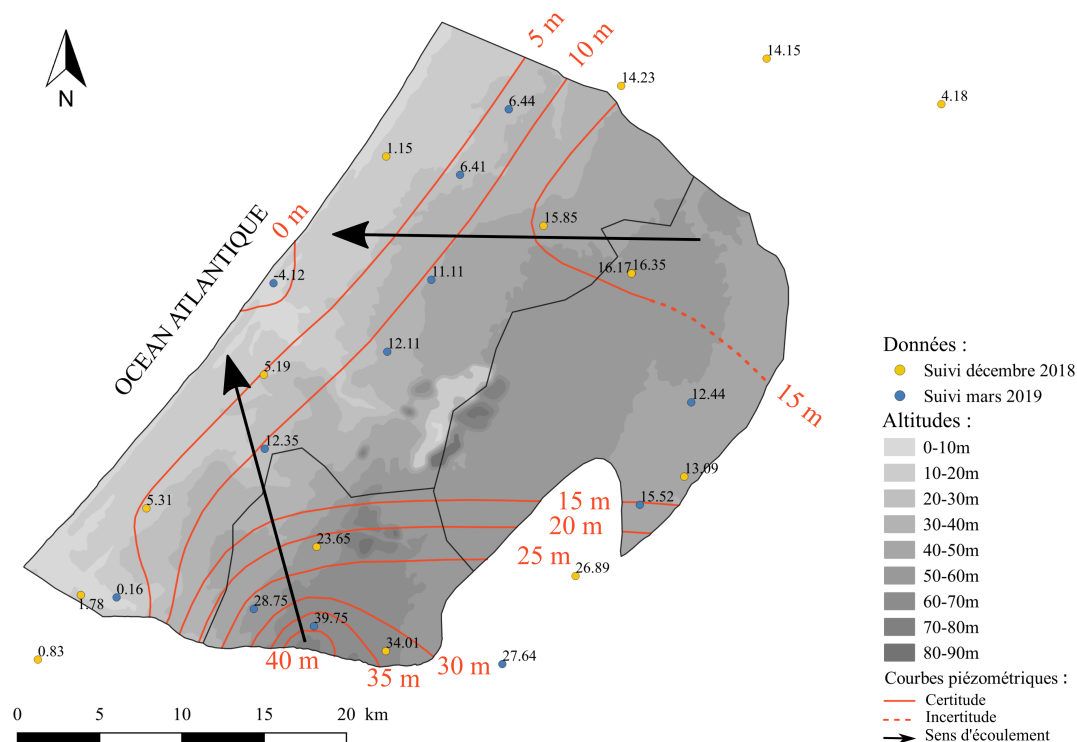 N
5 m
10 m
14.15
14.23
4.18
6.44
1.15
6.41
0 m
15.85
OCEAN ATLANTIQUE
-4.12
11.11
16.17
16.35
12.11
5.19
15 m
12.44
12.35
13.09
5.31
15 m
15.52
20 m
23.65
25 m
26.89
1.78
0.16
28.75
39.75
34.01
0.83
40 m
35 m
30 m
27.64
0 5 10 15 20 km
Données :
Suivi décembre 2018
Suivi mars 2019
Altitudes :
0-10m
10-20m
20-30m
30-40m
40-50m
50-60m
60-70m
70-80m
80-90m
Courbes piézométriques :
Certitude
Incertitude
Sens d'écoulement